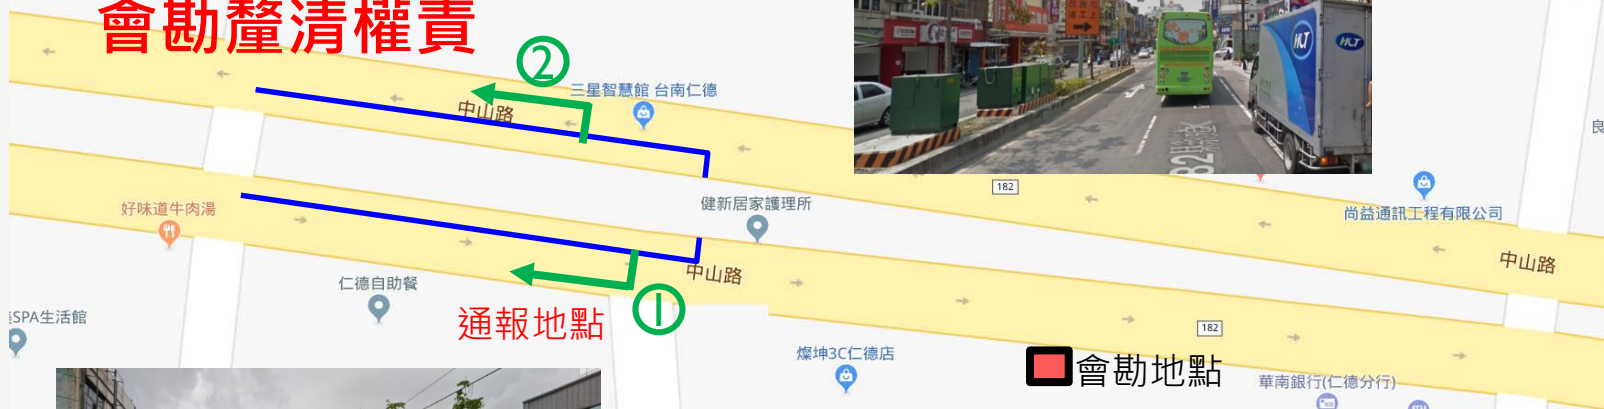 會勘釐清權責
②
三星智慧館 台南仁德
中山路
HCT
HCT
182
良
182
好味道牛肉湯
健新居家護理所
尚益通訊工程有限公司
中山路
中山路
仁德自助餐
①
SPA生活館
通報地點
182
燦坤3C仁德店
會勘地點
華南銀行(仁德分行)